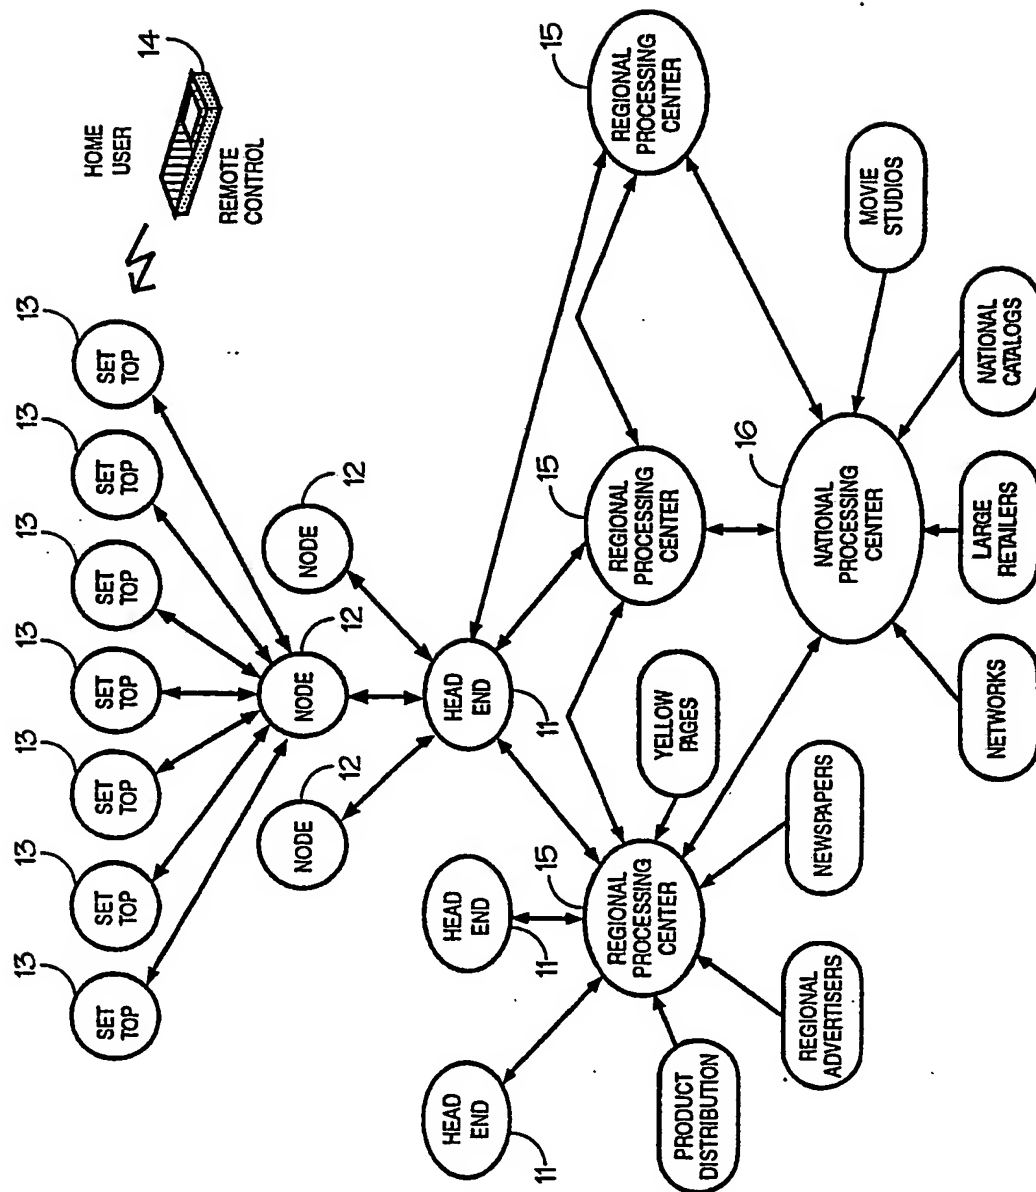 HOME
USER
14
REMOTE
CONTROL
13
13
13
13
13
13
13
SET
TOP
SET
TOP
SET
TOP
SET
TOP
SET
TOP
SET
TOP
SET
TOP
12
NODE
12
NODE
12
NODE
HEAD
END
11
HEAD
END
11
HEAD
END
11
15
REGIONAL
PROCESSING
CENTER
15
REGIONAL
PROCESSING
CENTER
15
REGIONAL
PROCESSING
CENTER
YELLOW
PAGES
16
NATIONAL
PROCESSING
CENTER
PRODUCT
DISTRIBUTION
REGIONAL
ADVERTISERS
NEWSPAPERS
NETWORKS
LARGE
RETAILERS
NATIONAL
CATALOGS
MOVIE
STUDIOS